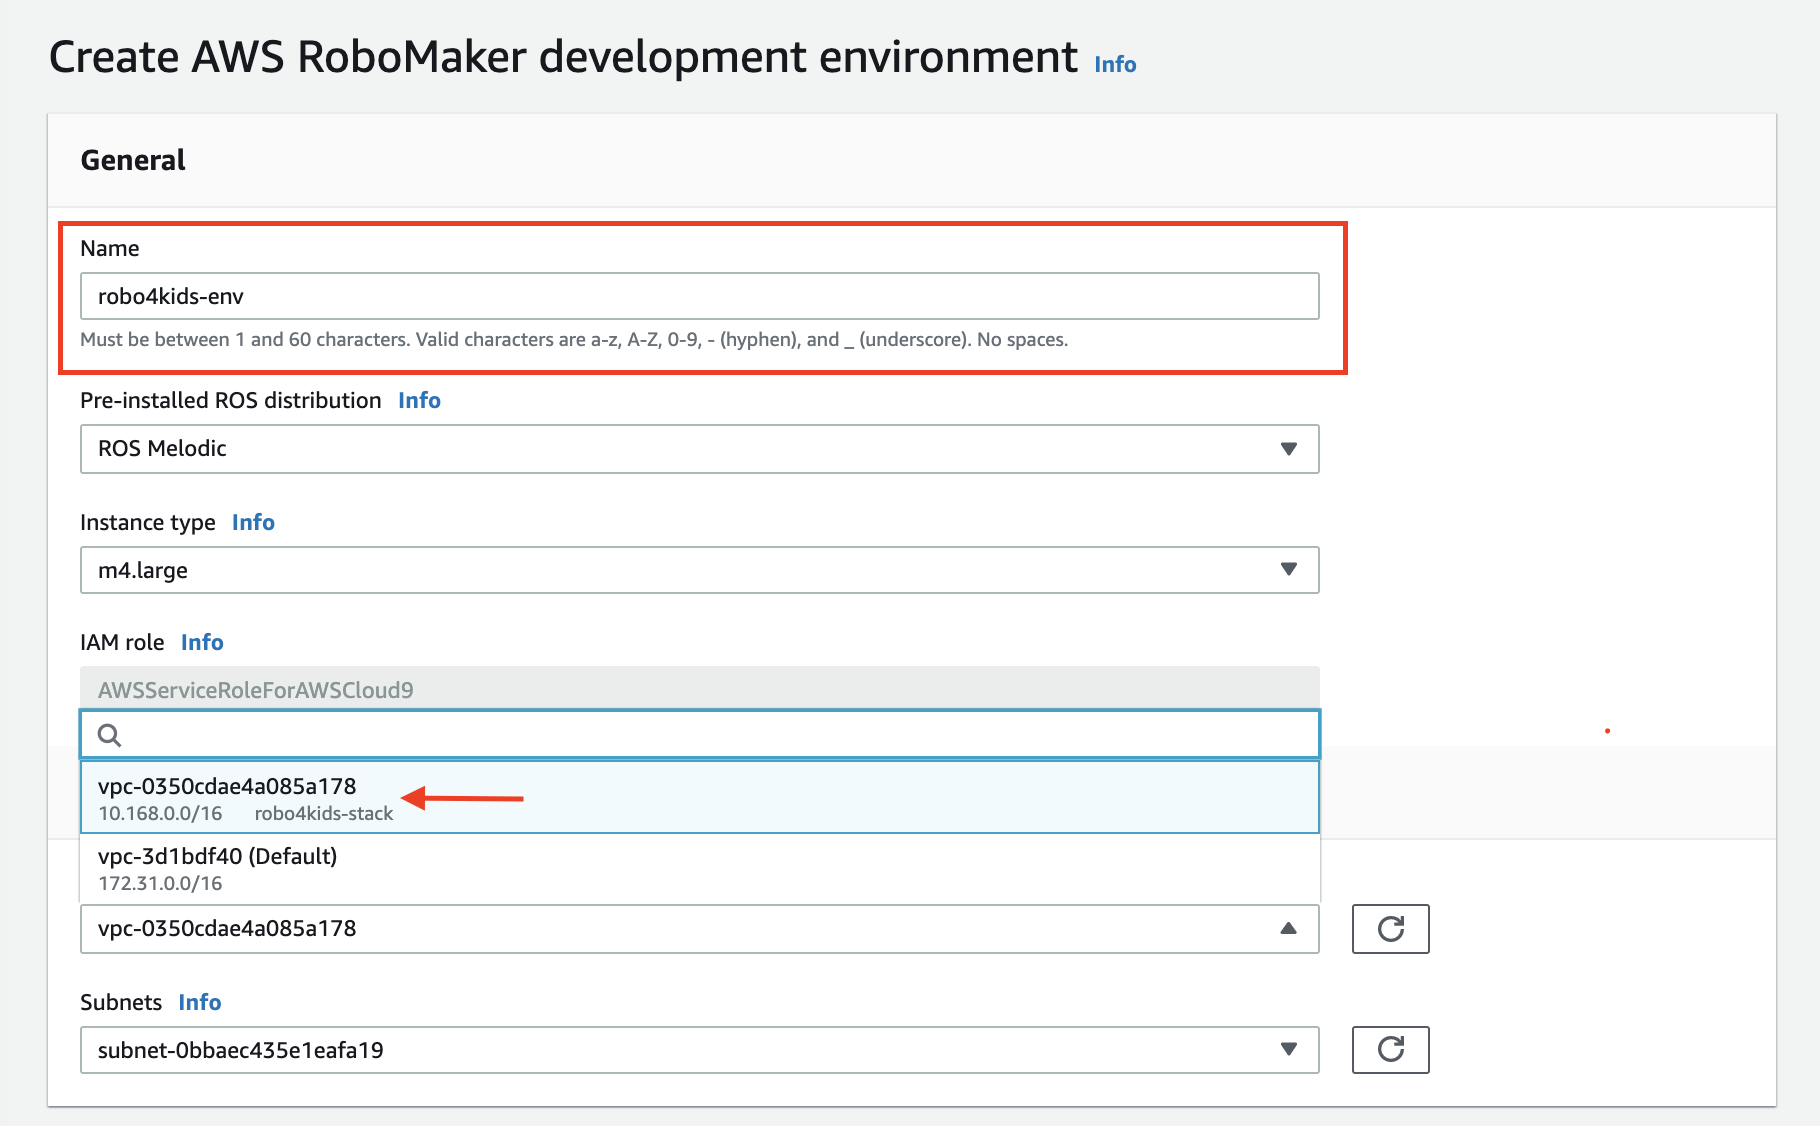 Create AWS RoboMaker development environment Info
General
Name
robo4kids-env
Must be between 1 and 60 characters. Valid characters are a-z, A-Z, 0-9, - (hyphen), and _ (underscore). No spaces.
Pre-installed ROS distribution Info
ROS Melodic
Instance type Info
m4.large
IAM role Info
AWSServiceRoleForAWSCloud9
vpc-0350cdae4a085a178
10.168.0.0/16 robo4kids-stack
vpc-3d1bdf40 (Default)
172.31.0.0/16
vpc-0350cdae4a085a178
Subnets Info
subnet-0bbaec435e1eafa19